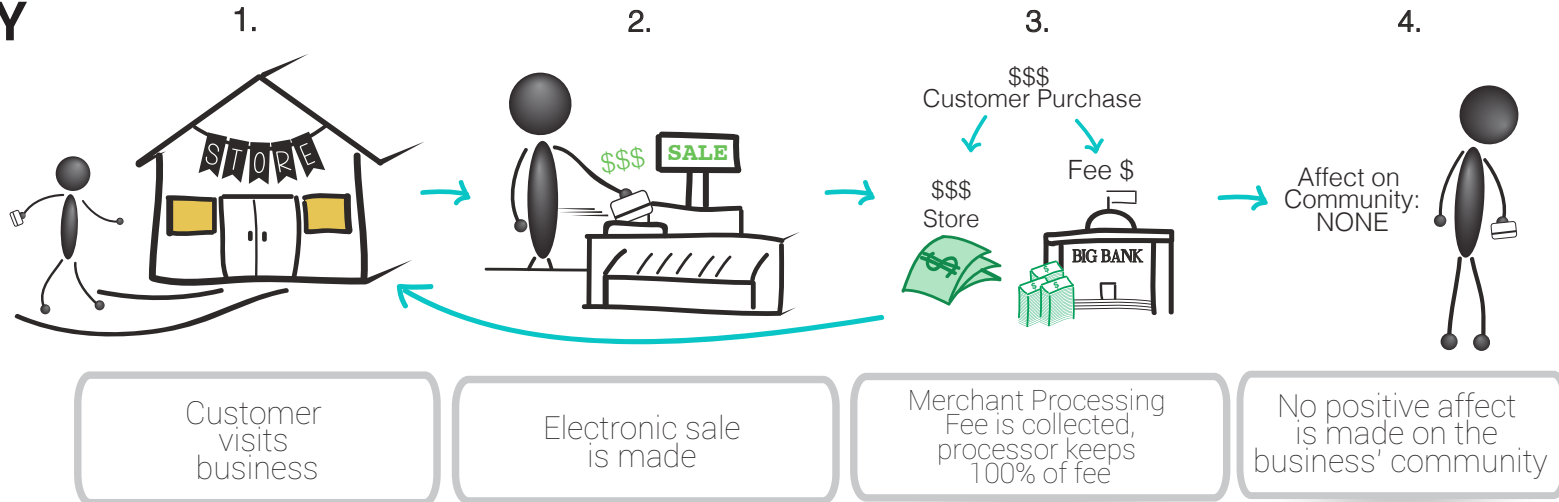 Y
1.
2.
3.
4.
STORE
$$$
SALE
$$$
Customer Purchase
$$$
Store
Fee $
BIG BANK
$
$
$
$
Affect on
Community:
NONE
Customer
visits
business
Electronic sale
is made
Merchant Processing
Fee is collected,
processor keeps
100% of fee
No positive affect
is made on the
business' community